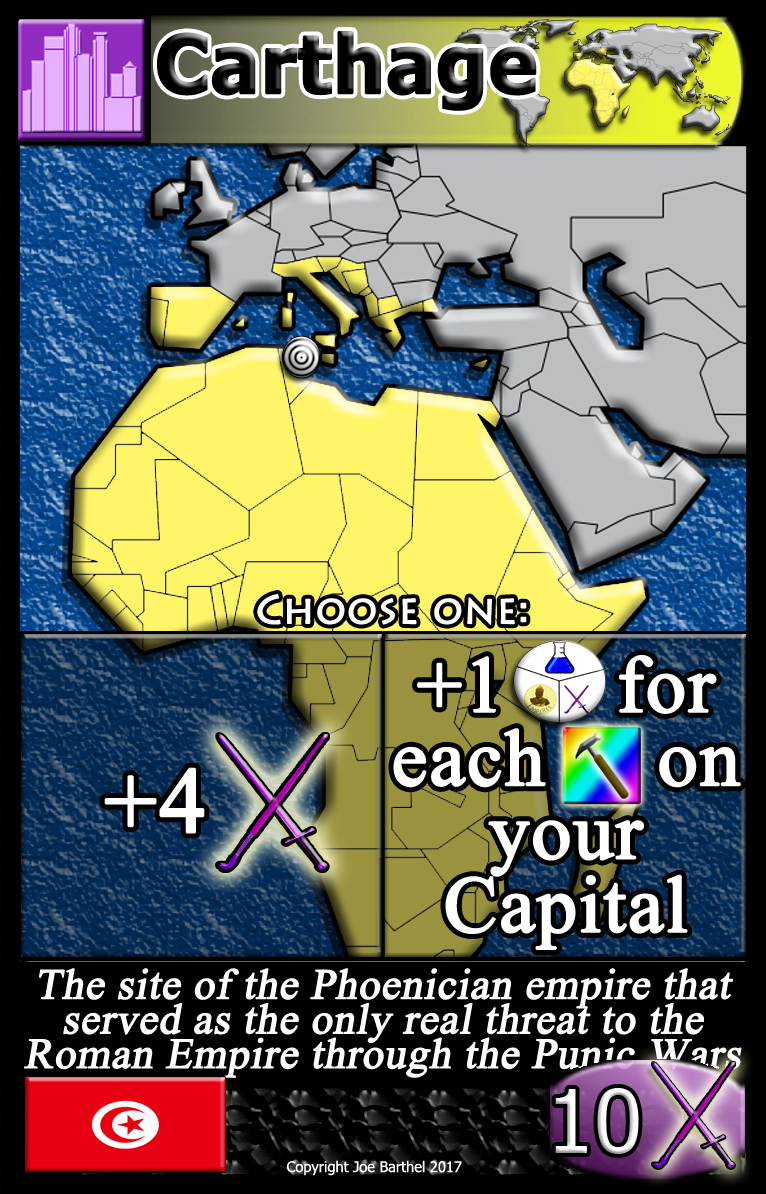 Carthage
CHOOSE ONE:
+4
+1 for
each on
your
Capital
The site of the Phoenician empire that
served as the only real threat to the
Roman Empire through the Punic Wars
10
Copyright Joe Barthel 2017